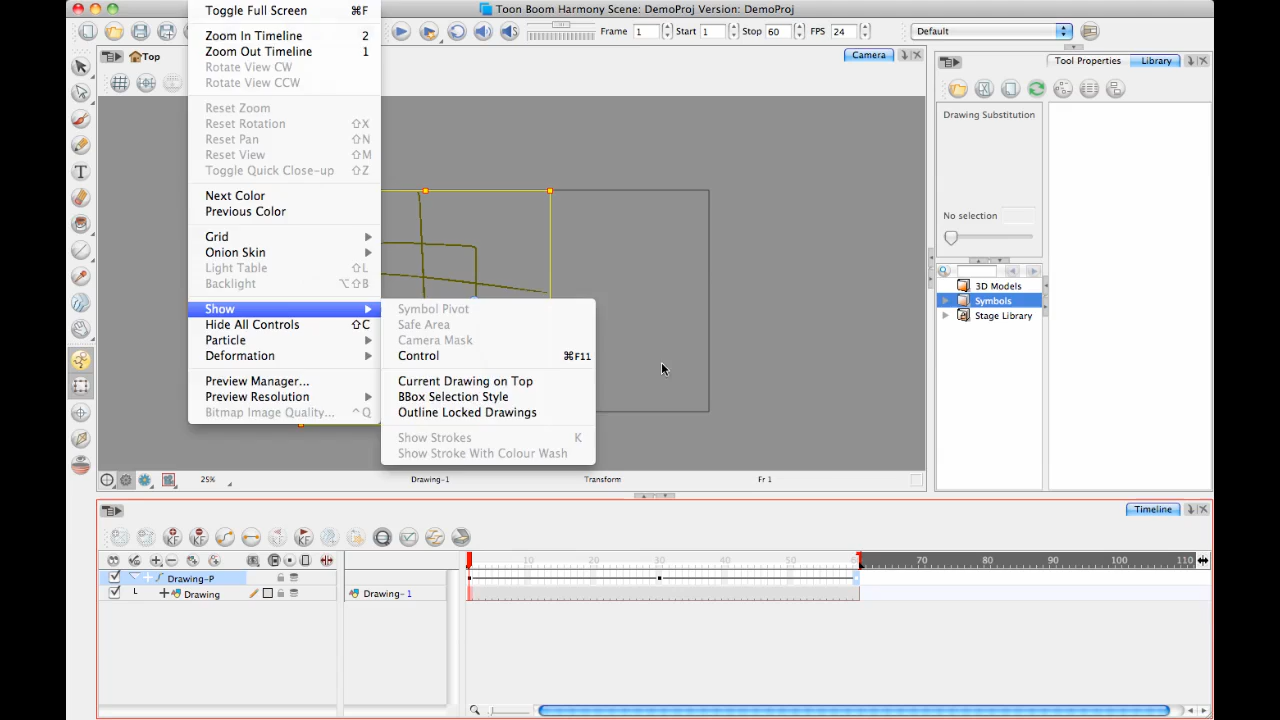 Toon Boom Harmony Scene: DemoProj Version: DemoProj
Frame 1 Start 1 Stop 60 FPS 24 Default
Top
Camera
Tool Properties
Library
Toggle Full Screen ⌘F
Zoom In Timeline 2
Zoom Out Timeline 1
Rotate View CW
Rotate View CCW
Reset Zoom
Reset Rotation ⇧X
Reset Pan ⇧N
Reset View ⇧M
Toggle Quick Close-up ⇧Z
Next Color
Previous Color
Grid
Onion Skin
Light Table ⇧L
Backlight ⌥⇧B
Show
Hide All Controls ⇧C
Particle
Deformation
Preview Manager...
Preview Resolution
Bitmap Image Quality... ^Q
Symbol Pivot
Safe Area
Camera Mask
Control ⌘F11
Current Drawing on Top
BBox Selection Style
Outline Locked Drawings
Show Strokes K
Show Stroke With Colour Wash
Drawing Substitution
No selection
3D Models
Symbols
Stage Library
25% Drawing-1 Transform Fr 1
Timeline
10 20 30 40 50 70 80 90 100 110
Drawing-P
Drawing
Drawing- 1